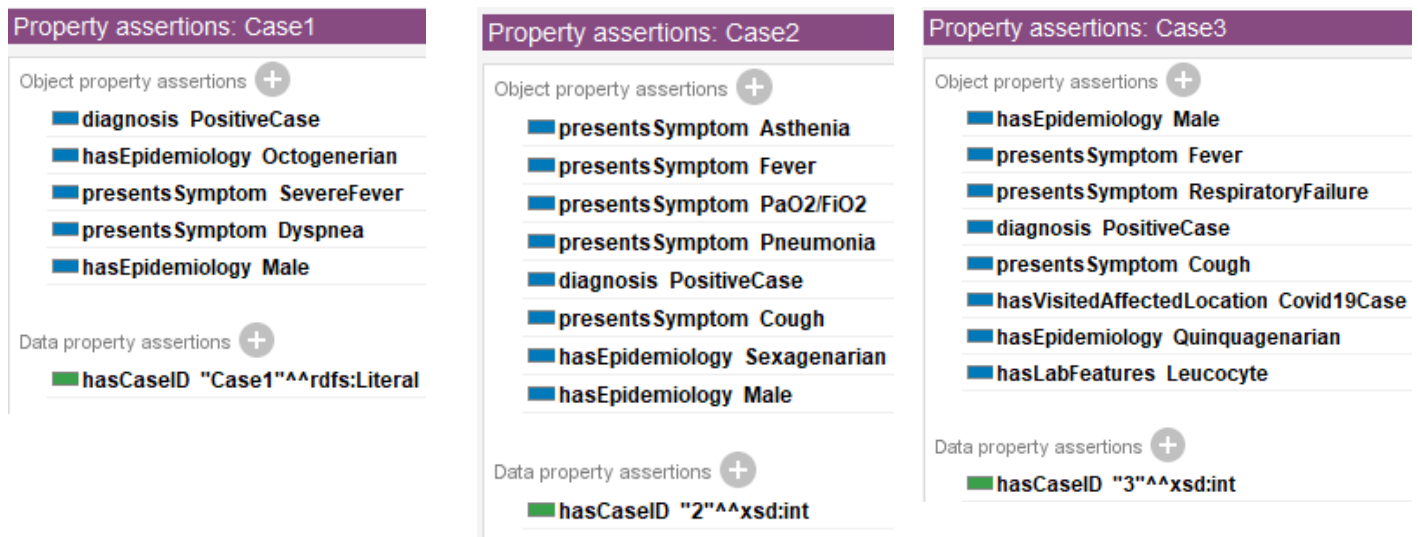 Property assertions: Case1
Object property assertions
diagnosis PositiveCase
hasEpidemiology Octogenerian
presentsSymptom SevereFever
presentsSymptom Dyspnea
hasEpidemiology Male
Data property assertions
hasCaseID "Case1"^^rdfs:Literal
Property assertions: Case2
Object property assertions
presentsSymptom Asthenia
presentsSymptom Fever
presentsSymptom PaO2/FiO2
presentsSymptom Pneumonia
diagnosis PositiveCase
presentsSymptom Cough
hasEpidemiology Sexagenarian
hasEpidemiology Male
Data property assertions
hasCaseID "2"^^xsd:int
Property assertions: Case3
Object property assertions
hasEpidemiology Male
presentsSymptom Fever
presentsSymptom RespiratoryFailure
diagnosis PositiveCase
presentsSymptom Cough
hasVisitedAffectedLocation Covid19Case
hasEpidemiology Quinquagenarian
hasLabFeatures Leucocyte
Data property assertions
hasCaseID "3"^^xsd:int